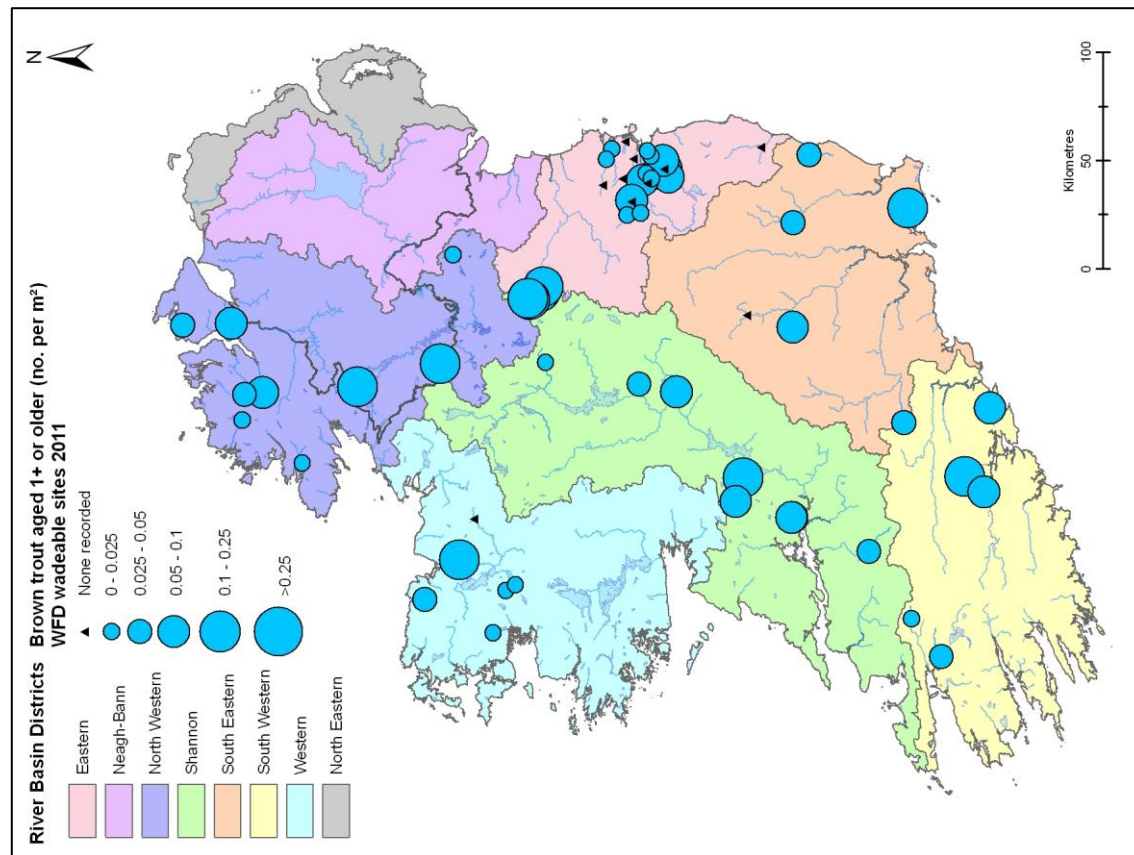 River Basin Districts
Eastern
Neagh-Bann
North Western
Shannon
South Eastern
South Western
Western
North Eastern
Brown trout aged 1+ or older (no. per m²)
WFD wadeable sites 2011
None recorded
0 - 0.025
0.025 - 0.05
0.05 - 0.1
0.1 - 0.25
>0.25
N
0 50 100
Kilometres